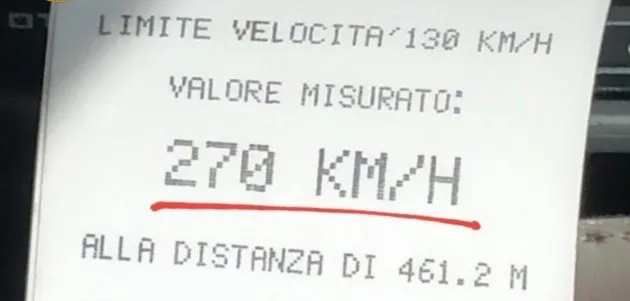 LIMITE VELOCITA'130 KM/H
VALORE MISURATO:
270 KM/H
ALLA DISTANZA DI 461.2 M